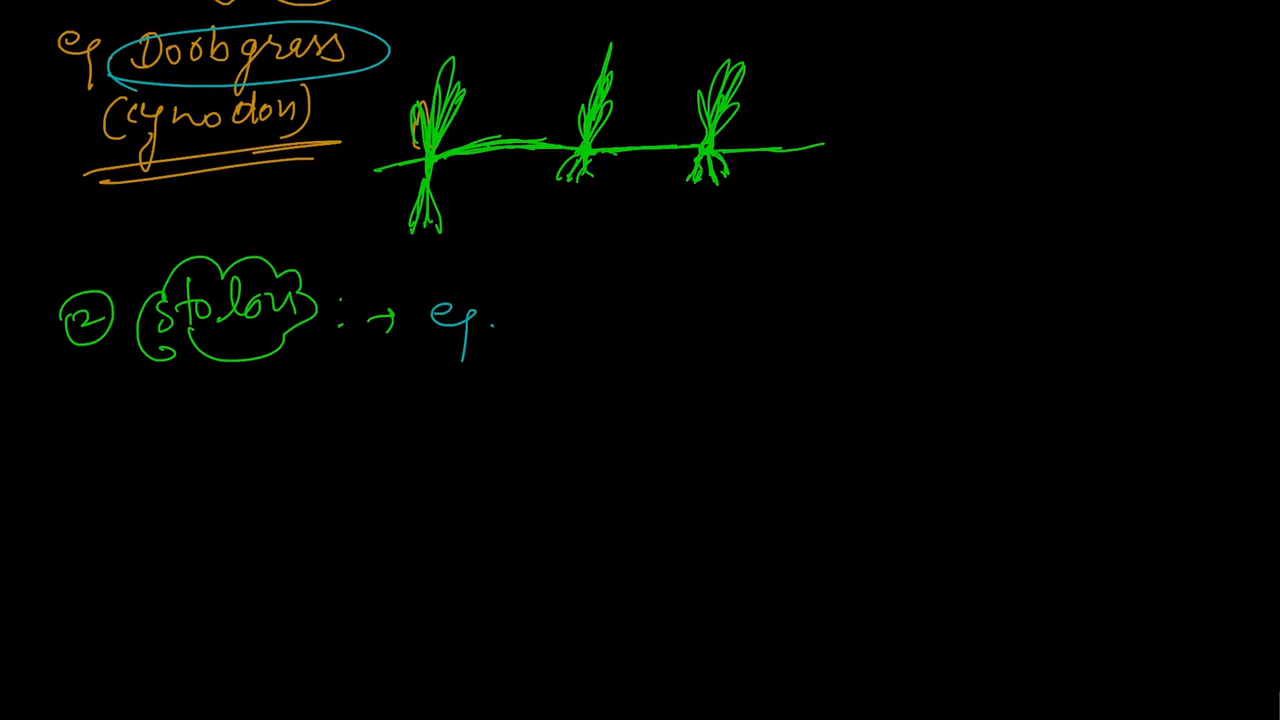 eg Doobgrass
(cynodon)
② stolon : → eg.